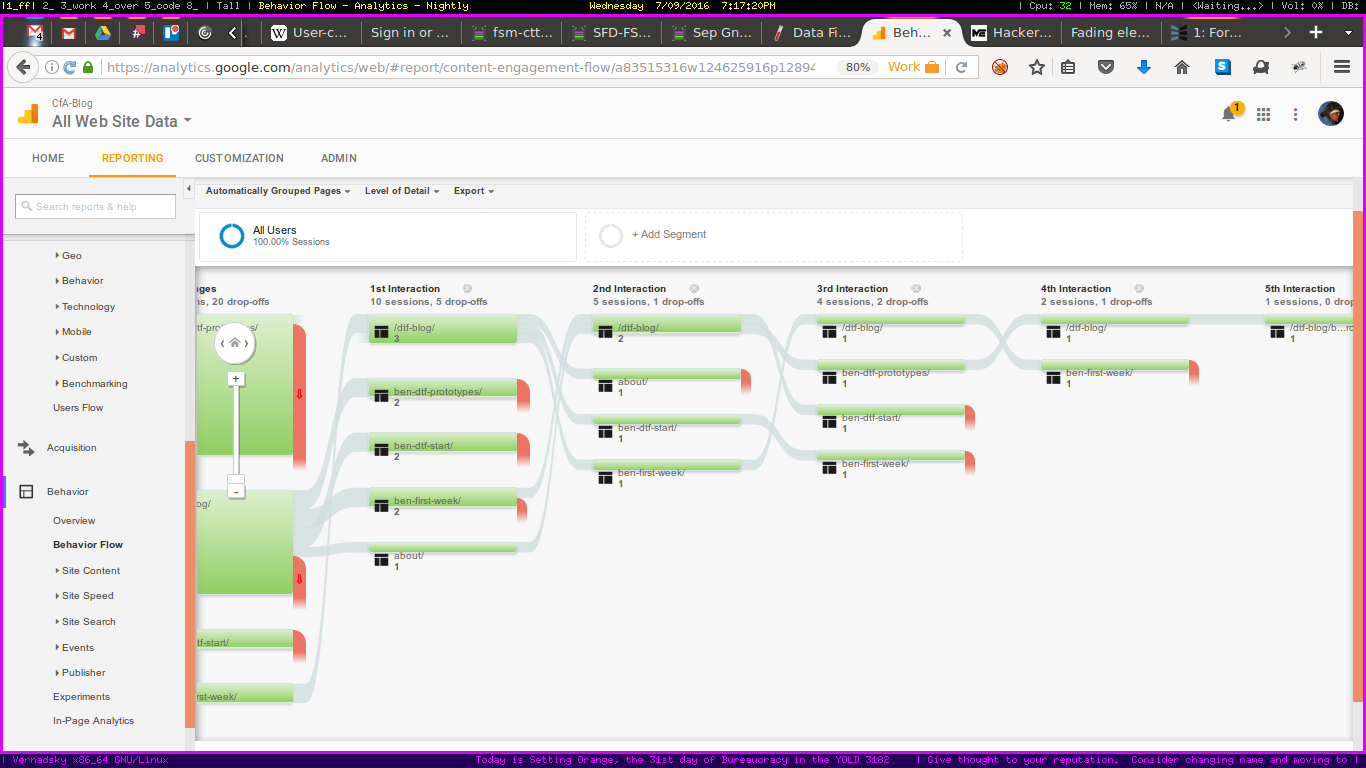 |1_ff| 2_ 3_work 4_over 5_code 8_ | Tall | Behavior Flow - Analytics - Nightly Wednesday 7/09/2016 7:17:20PM | Cpu: 32 | Mem: 65% | N/A | <Waiting...> | Vol: 0% | DB:
4 User-c... Sign in or ... fsm-ctt... SFD-FS... Sep Gn... Data Fi... Beh... Hacker... Fading ele... 1: For...
https://analytics.google.com/analytics/web/#report/content-engagement-flow/a83515316w124625916p12894 80% Work
CfA-Blog
All Web Site Data
1
HOME REPORTING CUSTOMIZATION ADMIN
Automatically Grouped Pages Level of Detail Export
Search reports & help
All Users
100.00% Sessions
+ Add Segment
Geo
Behavior
Technology
Mobile
Custom
Benchmarking
Users Flow
Acquisition
Behavior
Overview
Behavior Flow
Site Content
Site Speed
Site Search
Events
Publisher
Experiments
In-Page Analytics
ges
ns, 20 drop-offs
tf-prototypes/
og/
tf-start/
rst-week/
+
-
1st Interaction
10 sessions, 5 drop-offs
/dtf-blog/
3
ben-dtf-prototypes/
2
ben-dtf-start/
2
ben-first-week/
2
about/
1
2nd Interaction
5 sessions, 1 drop-offs
/dtf-blog/
2
about/
1
ben-dtf-start/
1
ben-first-week/
1
3rd Interaction
4 sessions, 2 drop-offs
/dtf-blog/
1
ben-dtf-prototypes/
1
ben-dtf-start/
1
ben-first-week/
1
4th Interaction
2 sessions, 1 drop-offs
/dtf-blog/
1
ben-first-week/
1
5th Interaction
1 sessions, 0 drop
/dtf-blog/b...ro
1
| Vernadsky x86_64 GNU/Linux Today is Setting Orange, the 31st day of Bureaucracy in the YOLD 3182 | Give thought to your reputation. Consider changing name and moving to |